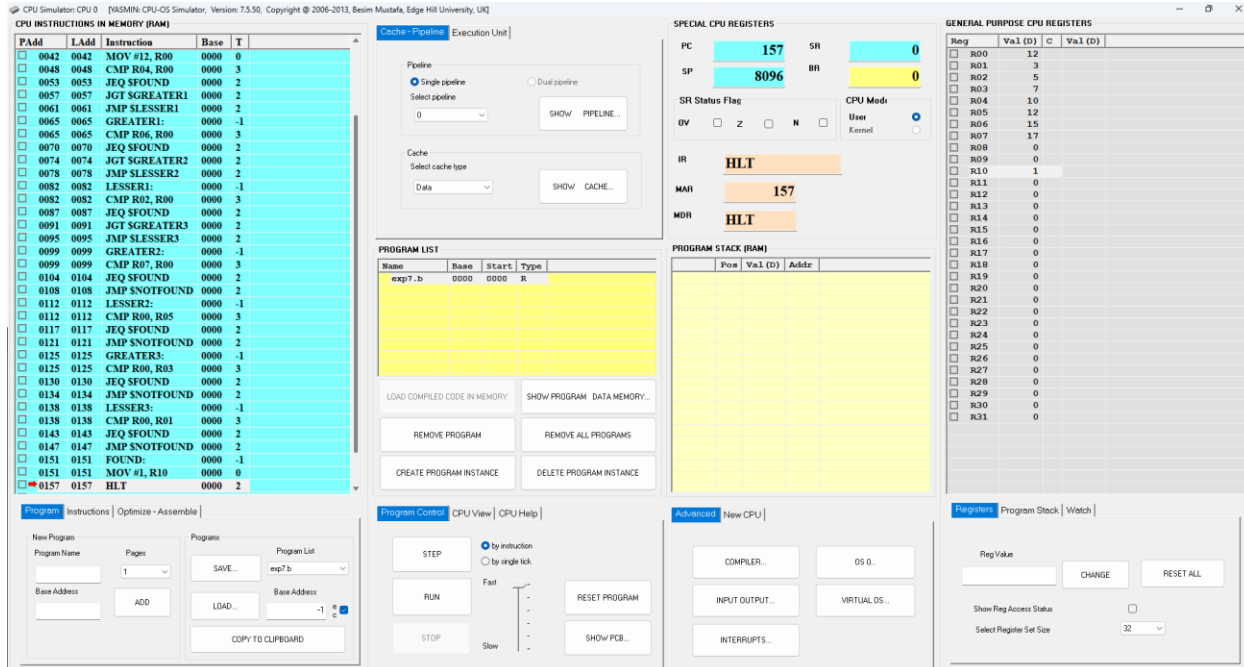 CPU Simulator: CPU 0 [YASMIN: CPU-OS Simulator, Version: 7.5.50, Copyright @ 2006-2013, Besim Mustafa, Edge Hill University, UK]
CPU INSTRUCTIONS IN MEMORY (RAM)
PAdd LAdd Instruction Base T
0042 0042 MOV #12, R00 0000 0
0048 0048 CMP R04, R00 0000 3
0053 0053 JEQ $FOUND 0000 2
0057 0057 JGT $GREATER1 0000 2
0061 0061 JMP $LESSER1 0000 2
0065 0065 GREATER1: 0000 -1
0065 0065 CMP R06, R00 0000 3
0070 0070 JEQ $FOUND 0000 2
0074 0074 JGT $GREATER2 0000 2
0078 0078 JMP $LESSER2 0000 2
0082 0082 LESSER1: 0000 -1
0082 0082 CMP R02, R00 0000 3
0087 0087 JEQ $FOUND 0000 2
0091 0091 JGT $GREATER3 0000 2
0095 0095 JMP $LESSER3 0000 2
0099 0099 GREATER2: 0000 -1
0099 0099 CMP R07, R00 0000 3
0104 0104 JEQ $FOUND 0000 2
0108 0108 JMP $NOTFOUND 0000 2
0112 0112 LESSER2: 0000 -1
0112 0112 CMP R00, R05 0000 3
0117 0117 JEQ $FOUND 0000 2
0121 0121 JMP $NOTFOUND 0000 2
0125 0125 GREATER3: 0000 -1
0125 0125 CMP R00, R03 0000 3
0130 0130 JEQ $FOUND 0000 2
0134 0134 JMP $NOTFOUND 0000 2
0138 0138 LESSER3: 0000 -1
0138 0138 CMP R00, R01 0000 3
0143 0143 JEQ $FOUND 0000 2
0147 0147 JMP $NOTFOUND 0000 2
0151 0151 FOUND: 0000 -1
0151 0151 MOV #1, R10 0000 0
0157 0157 HLT 0000 2
Program Instructions Optimize - Assemble
New Program
Program Name Pages
1
Base Address
ADD
Programs
Program List
SAVE... exp7.b
Base Address
LOAD... -1
COPY TO CLIPBOARD
Cache - Pipeline Execution Unit
Pipeline
Single pipeline Dual pipeline
Select pipeline
0 SHOW PIPELINE...
Cache
Select cache type
Data SHOW CACHE...
PROGRAM LIST
Name Base Start Type
exp7.b 0000 0000 R
LOAD COMPILED CODE IN MEMORY SHOW PROGRAM DATA MEMORY...
REMOVE PROGRAM REMOVE ALL PROGRAMS
CREATE PROGRAM INSTANCE DELETE PROGRAM INSTANCE
Program Control CPU View CPU Help
STEP by instruction
by single tick
Fast
RUN RESET PROGRAM
STOP SHOW PCB...
Slow
SPECIAL CPU REGISTERS
PC 157 SR 0
SP 8096 BR 0
SR Status Flag
OV Z N
CPU Mode
User
Kernel
IR HLT
MAR 157
MDR HLT
PROGRAM STACK (RAM)
Pos Val (D) Addr
Advanced New CPU
COMPILER... OS 0...
INPUT OUTPUT... VIRTUAL OS...
INTERRUPTS...
GENERAL PURPOSE CPU REGISTERS
Reg Val (D) C Val (D)
R00 12
R01 3
R02 5
R03 7
R04 10
R05 12
R06 15
R07 17
R08 0
R09 0
R10 1
R11 0
R12 0
R13 0
R14 0
R15 0
R16 0
R17 0
R18 0
R19 0
R20 0
R21 0
R22 0
R23 0
R24 0
R25 0
R26 0
R27 0
R28 0
R29 0
R30 0
R31 0
Registers Program Stack Watch
Reg Value
CHANGE RESET ALL
Show Reg Access Status
Select Register Set Size 32